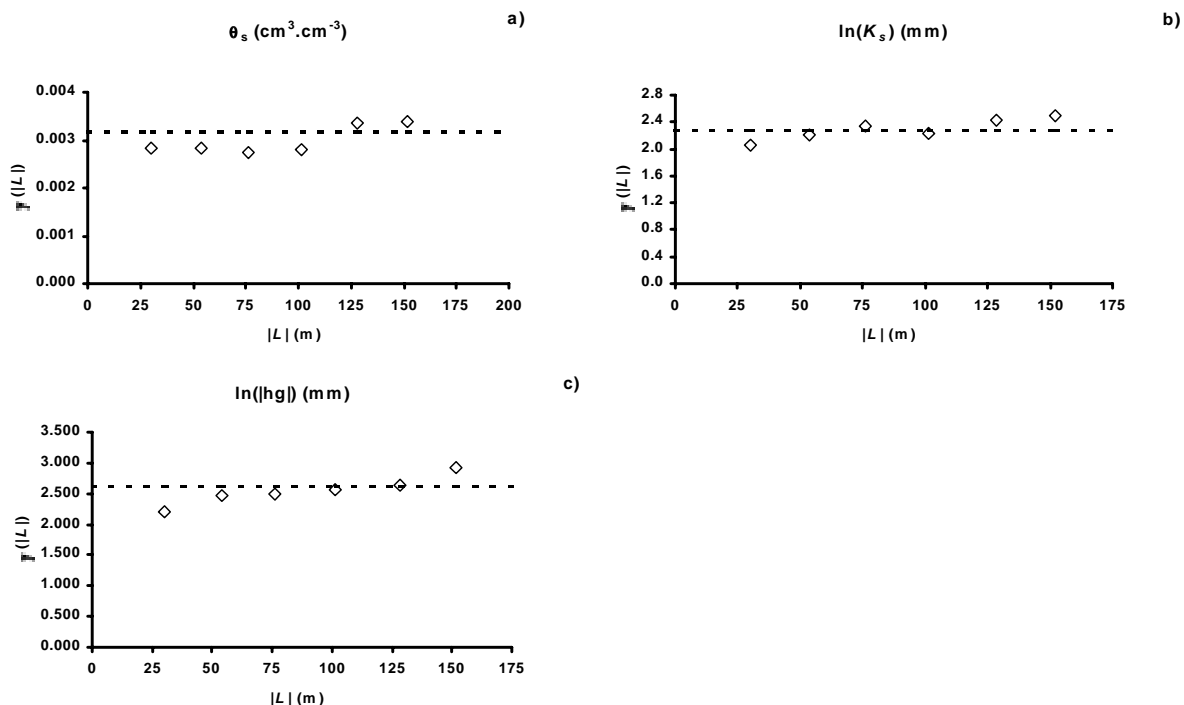 a)
θs (cm³.cm⁻³)
0.004
0.003
0.002
0.001
0.000
(|L|)
0 25 50 75 100 125 150 175 200
|L| (m)
b)
ln(Ks) (mm)
2.8
2.4
2.0
1.6
1.2
0.8
0.4
0.0
(|L|)
0 25 50 75 100 125 150 175
|L| (m)
c)
ln(|hg|) (mm)
3.500
3.000
2.500
2.000
1.500
1.000
0.500
0.000
(|L|)
0 25 50 75 100 125 150 175
|L| (m)